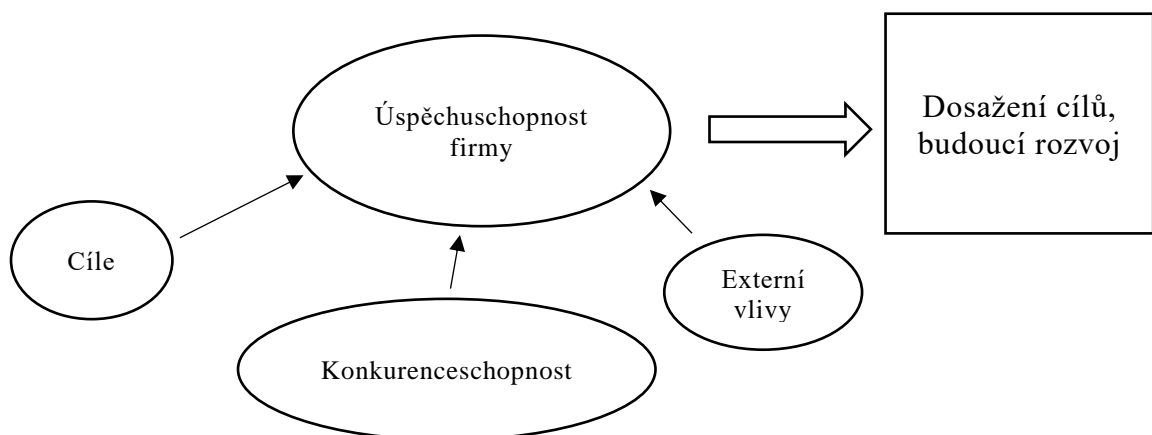 Úspěchuschopnost
firmy
Dosažení cílů,
budoucí rozvoj
Cíle
Externí
vlivy
Konkurenceschopnost